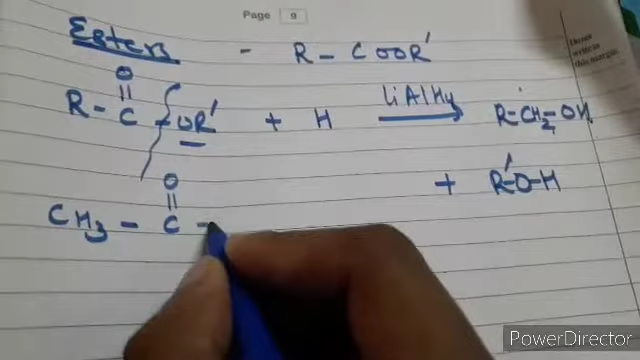 Page 9
Esters - R – COOR'
O
R – C – OR' + H LiAlH4 R–CH2–OH
+ R'–O–H
O
CH3 – C –
PowerDirector